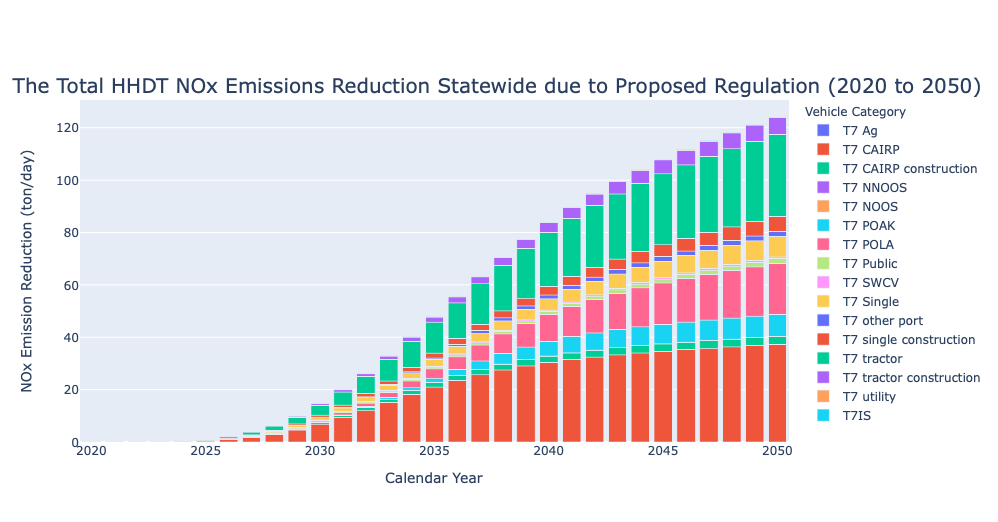 The Total HHDT NOx Emissions Reduction Statewide due to Proposed Regulation (2020 to 2050)
Vehicle Category
T7 Ag
T7 CAIRP
T7 CAIRP construction
T7 NNOOS
T7 NOOS
T7 POAK
T7 POLA
T7 Public
T7 SWCV
T7 Single
T7 other port
T7 single construction
T7 tractor
T7 tractor construction
T7 utility
T7IS
NOx Emission Reduction (ton/day)
120
100
80
60
40
20
0
2020 2025 2030 2035 2040 2045 2050
Calendar Year